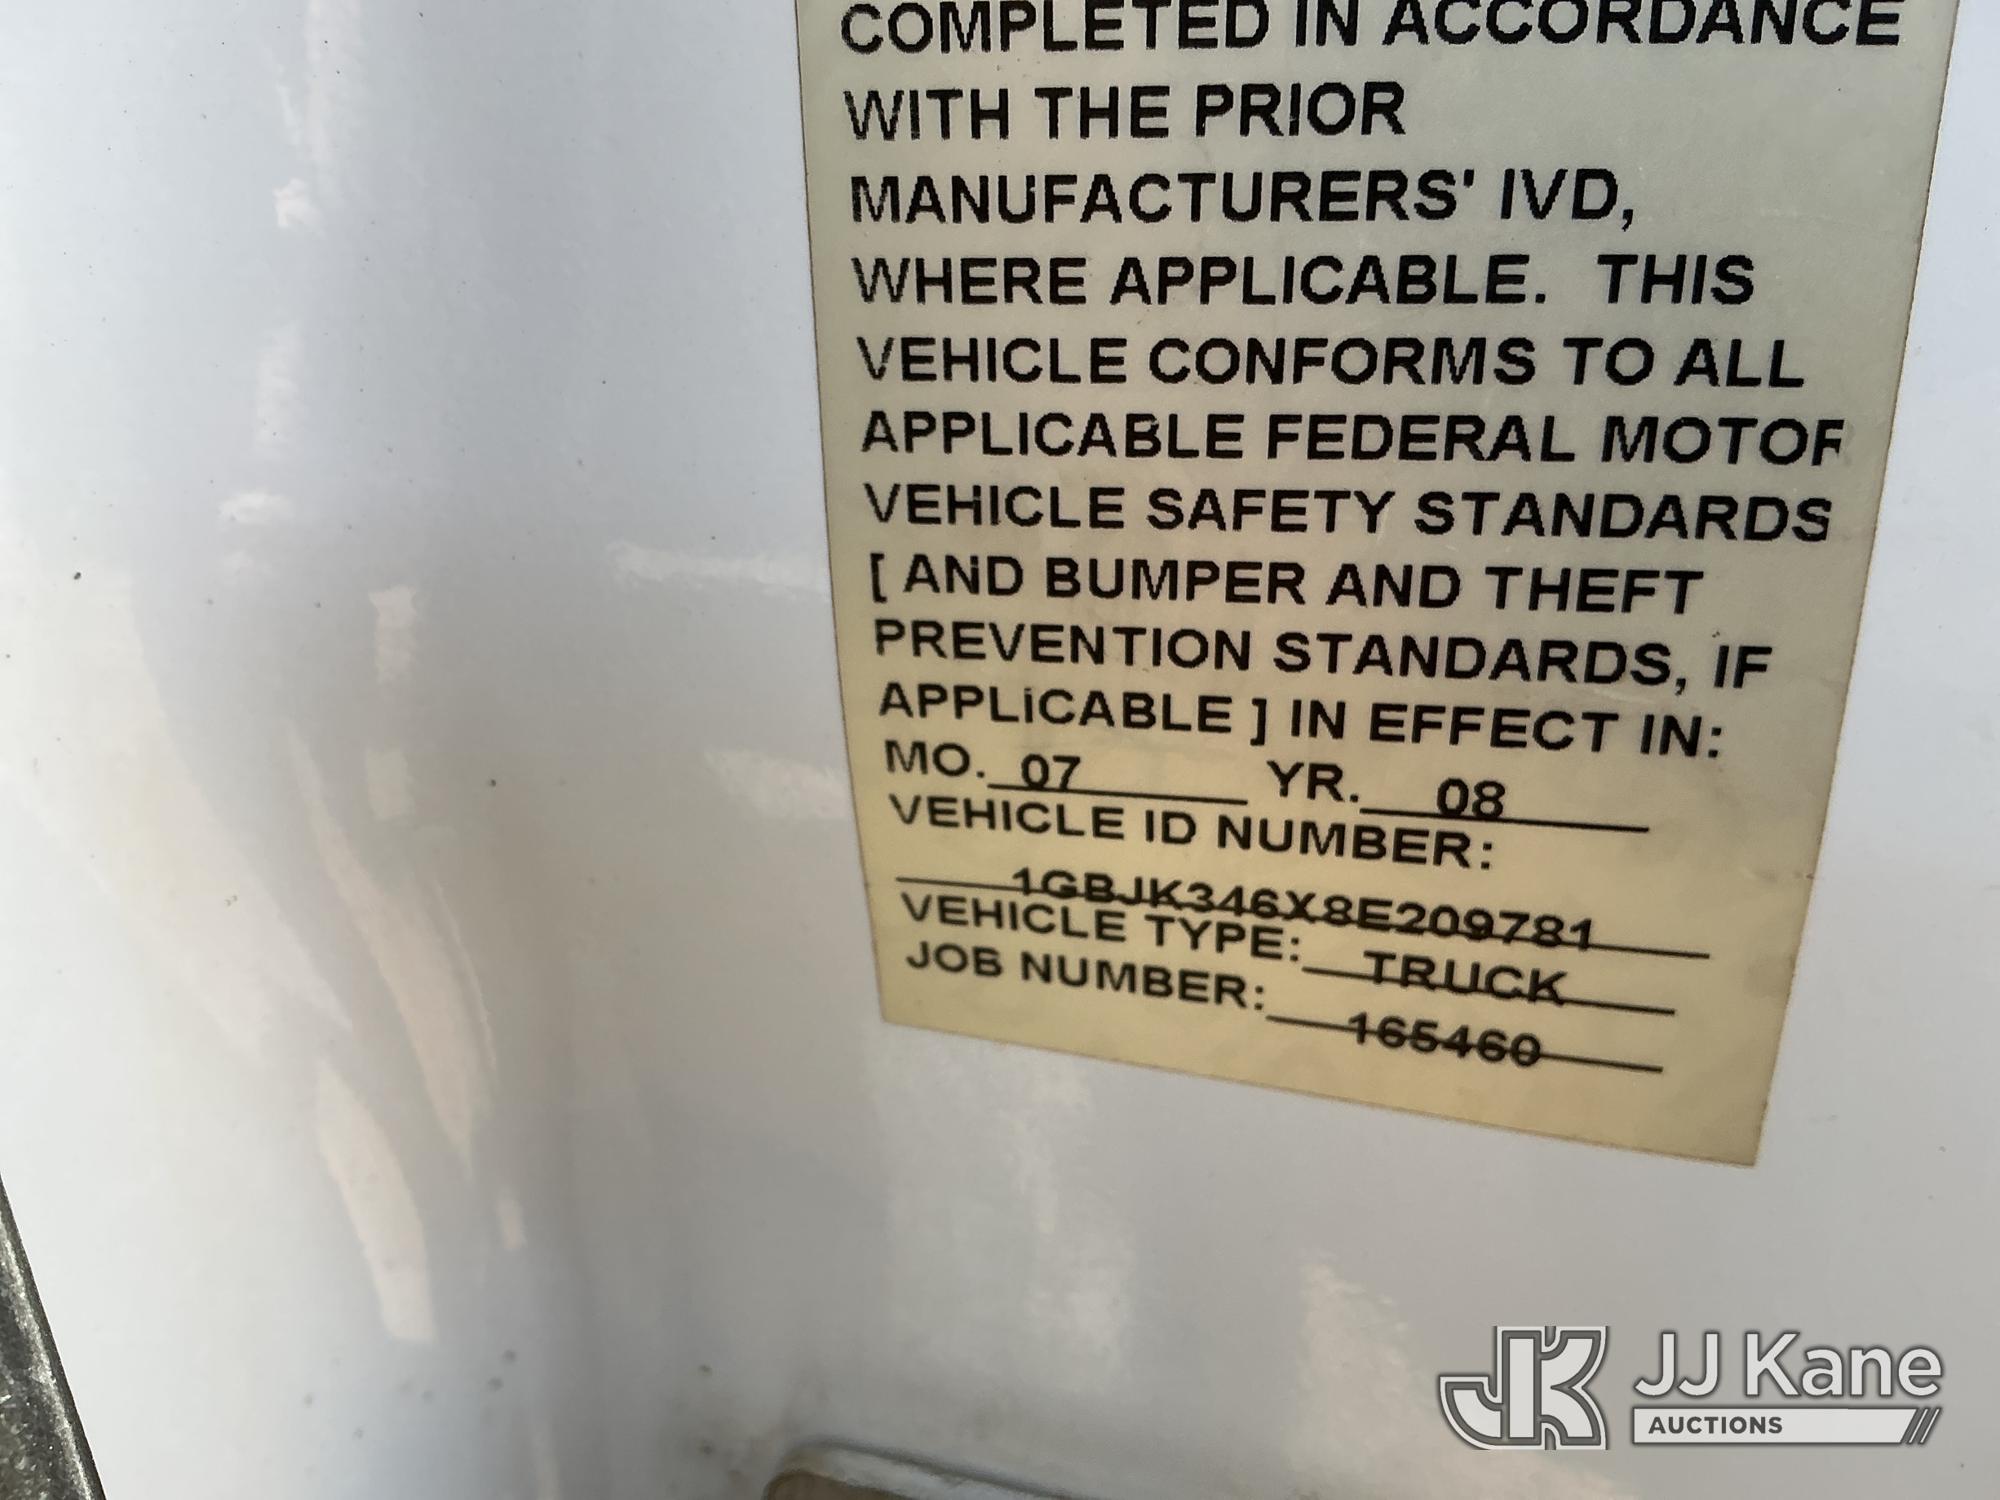 COMPLETED IN ACCORDANCE
WITH THE PRIOR
MANUFACTURERS' IVD,
WHERE APPLICABLE. THIS
VEHICLE CONFORMS TO ALL
APPLICABLE FEDERAL MOTOR
VEHICLE SAFETY STANDARDS
[ AND BUMPER AND THEFT
PREVENTION STANDARDS, IF
APPLICABLE ] IN EFFECT IN:
MO. 07 YR. 08
VEHICLE ID NUMBER:
1GBJK346X8E209781
VEHICLE TYPE: TRUCK
JOB NUMBER: 165460
JK JJ Kane
AUCTIONS